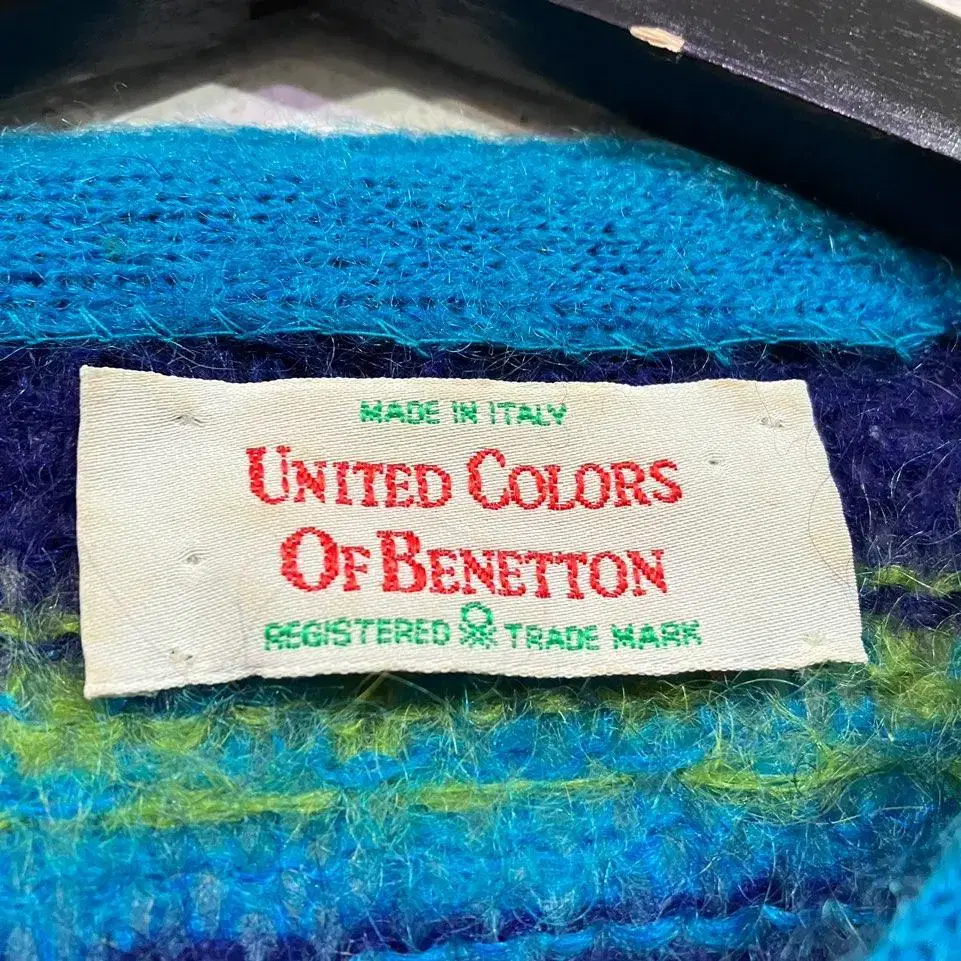 MADE IN ITALY
UNITED COLORS
OF BENETTON
REGISTERED TRADE MARK